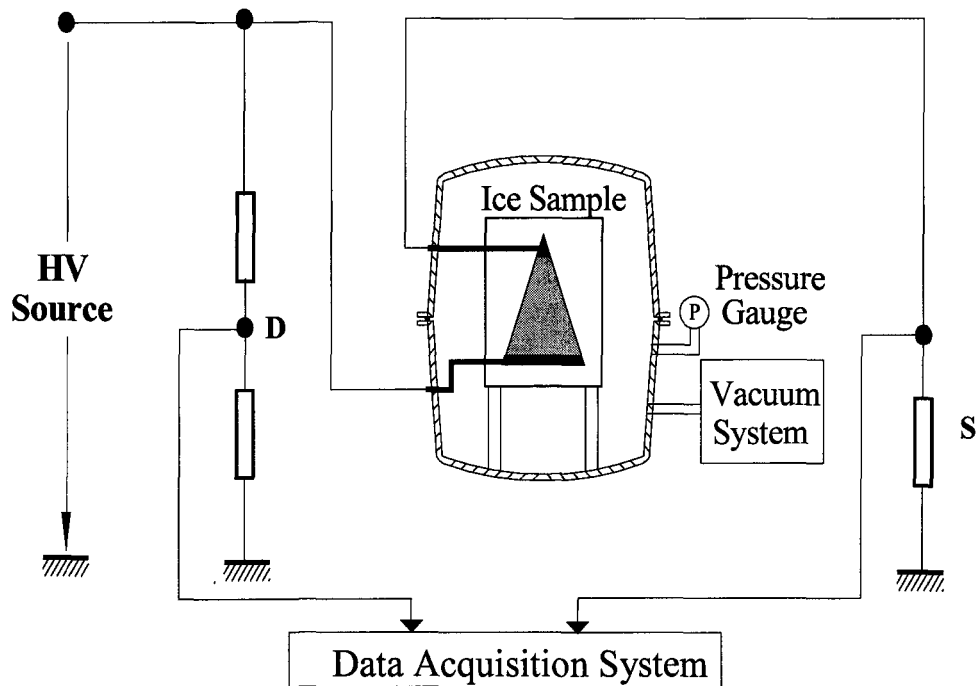 Ice Sample
HV
Source
D
Pressure
Gauge
P
Vacuum
System
S
Data Acquisition System